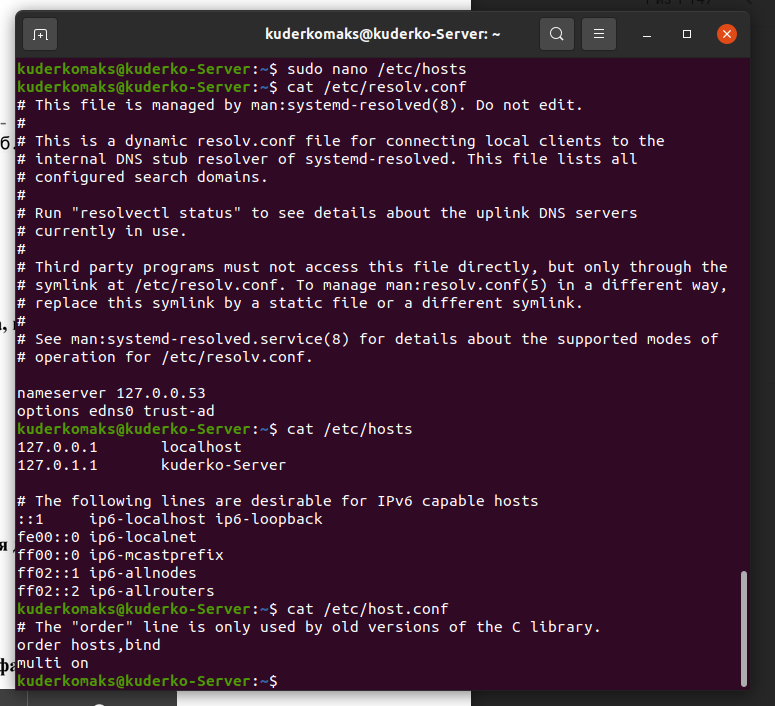 kuderkomaks@kuderko-Server: ~
kuderkomaks@kuderko-Server:~$ sudo nano /etc/hosts
kuderkomaks@kuderko-Server:~$ cat /etc/resolv.conf
# This file is managed by man:systemd-resolved(8). Do not edit.
#
# This is a dynamic resolv.conf file for connecting local clients to the
# internal DNS stub resolver of systemd-resolved. This file lists all
# configured search domains.
#
# Run "resolvectl status" to see details about the uplink DNS servers
# currently in use.
#
# Third party programs must not access this file directly, but only through the
# symlink at /etc/resolv.conf. To manage man:resolv.conf(5) in a different way,
# replace this symlink by a static file or a different symlink.
#
# See man:systemd-resolved.service(8) for details about the supported modes of
# operation for /etc/resolv.conf.
nameserver 127.0.0.53
options edns0 trust-ad
kuderkomaks@kuderko-Server:~$ cat /etc/hosts
127.0.0.1       localhost
127.0.1.1       kuderko-Server
# The following lines are desirable for IPv6 capable hosts
::1     ip6-localhost ip6-loopback
fe00::0 ip6-localnet
ff00::0 ip6-mcastprefix
ff02::1 ip6-allnodes
ff02::2 ip6-allrouters
kuderkomaks@kuderko-Server:~$ cat /etc/host.conf
# The "order" line is only used by old versions of the C library.
order hosts,bind
multi on
kuderkomaks@kuderko-Server:~$